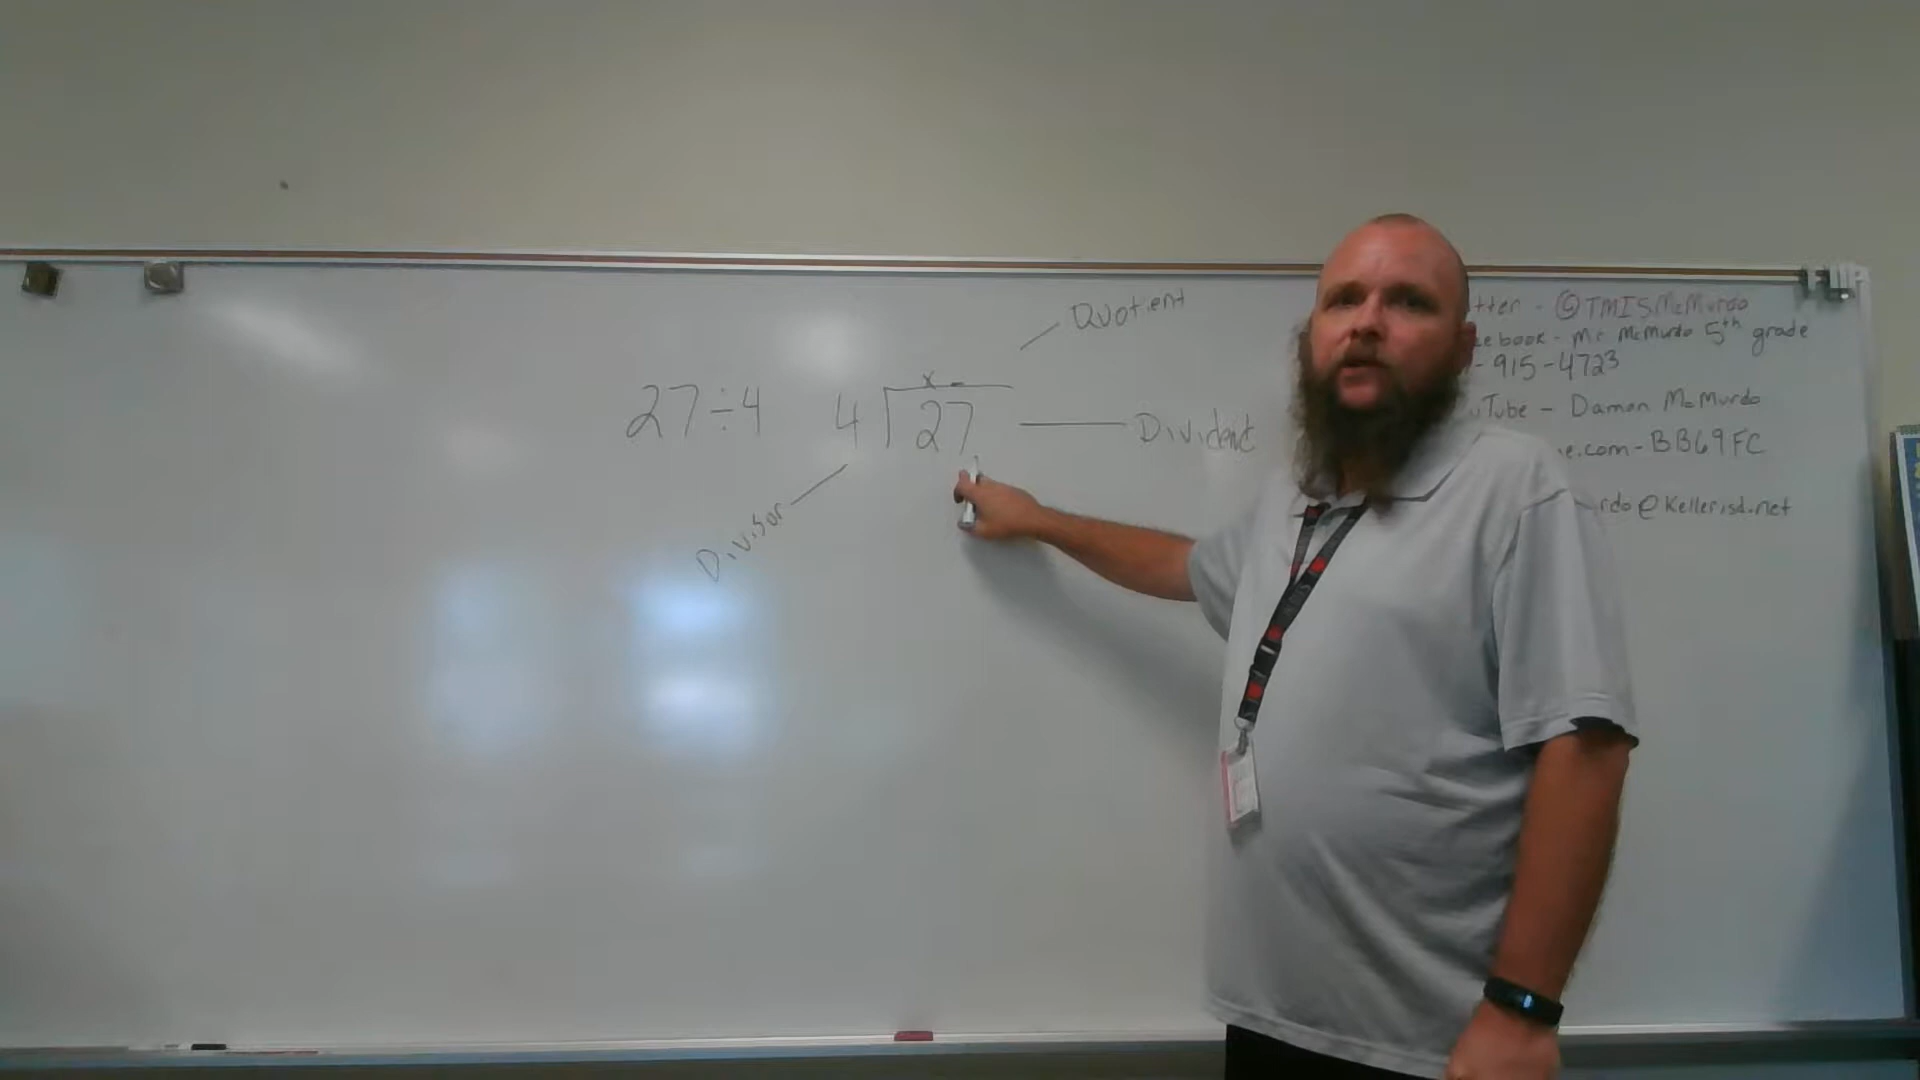 Quotient
x -
27÷4
4 27
Divident
Divisor
tter - @TMISMcMurdo
ebook - Mr McMurdo 5th grade
- 915-4723
Tube - Damon McMurdo
e.com - BB69FC
rdo@Kellerisd.net